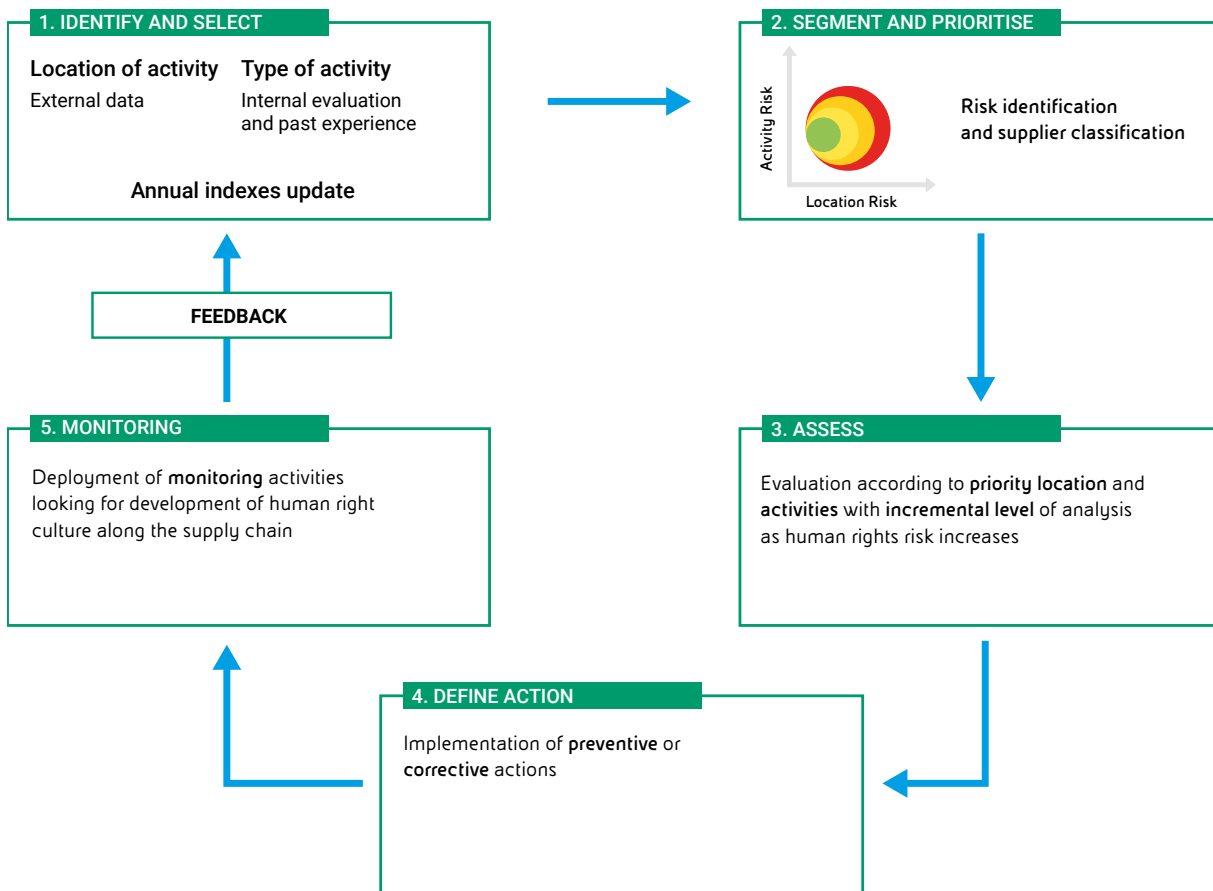 1. IDENTIFY AND SELECT
Location of activity
External data
Type of activity
Internal evaluation
and past experience
Annual indexes update
2. SEGMENT AND PRIORITISE
Activity Risk
Location Risk
Risk identification
and supplier classification
FEEDBACK
5. MONITORING
Deployment of monitoring activities
looking for development of human right
culture along the supply chain
3. ASSESS
Evaluation according to priority location and
activities with incremental level of analysis
as human rights risk increases
4. DEFINE ACTION
Implementation of preventive or
corrective actions